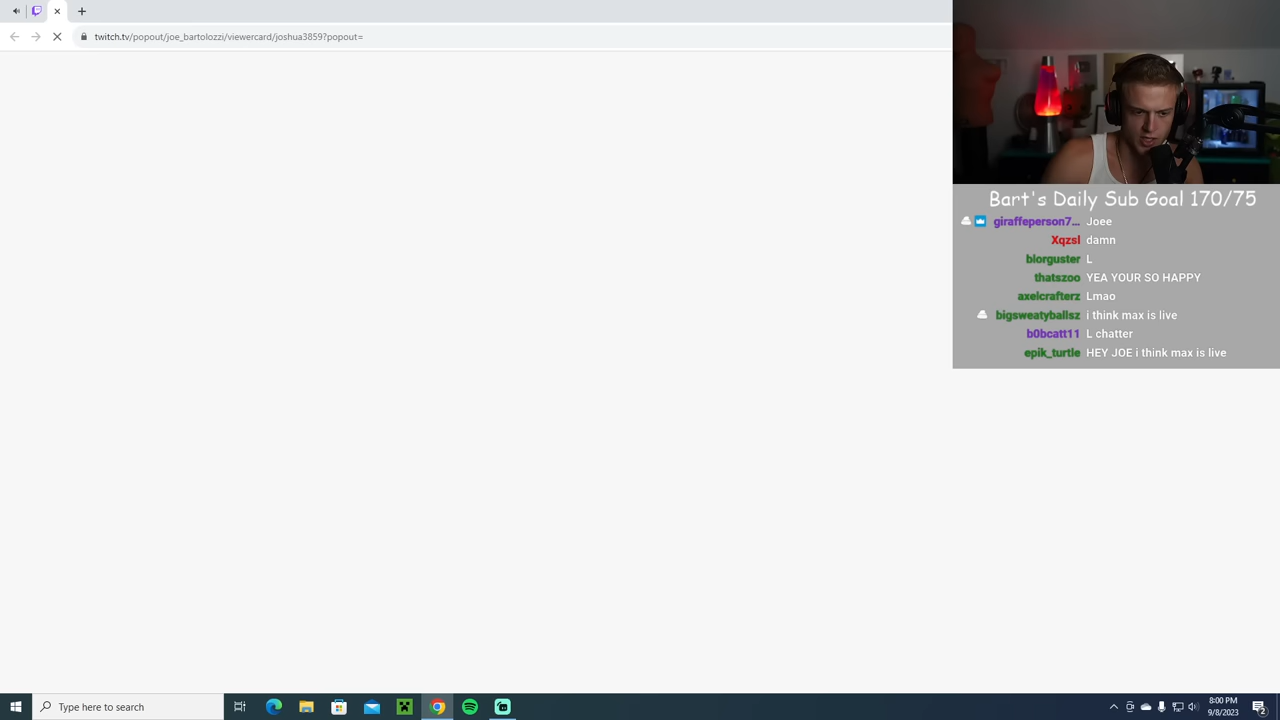 twitch.tv/popout/joe_bartolozzi/viewercard/joshua3859?popout=
Bart's Daily Sub Goal 170/75
giraffeperson7... Joee
Xqzsl damn
biorguster L
thatszoo YEA YOUR SO HAPPY
axelcrafterz Lmao
bigsweatyballsz i think max is live
b0bcatt11 L chatter
epik_turtle HEY JOE i think max is live
Type here to search
8:00 PM
9/8/2023
2